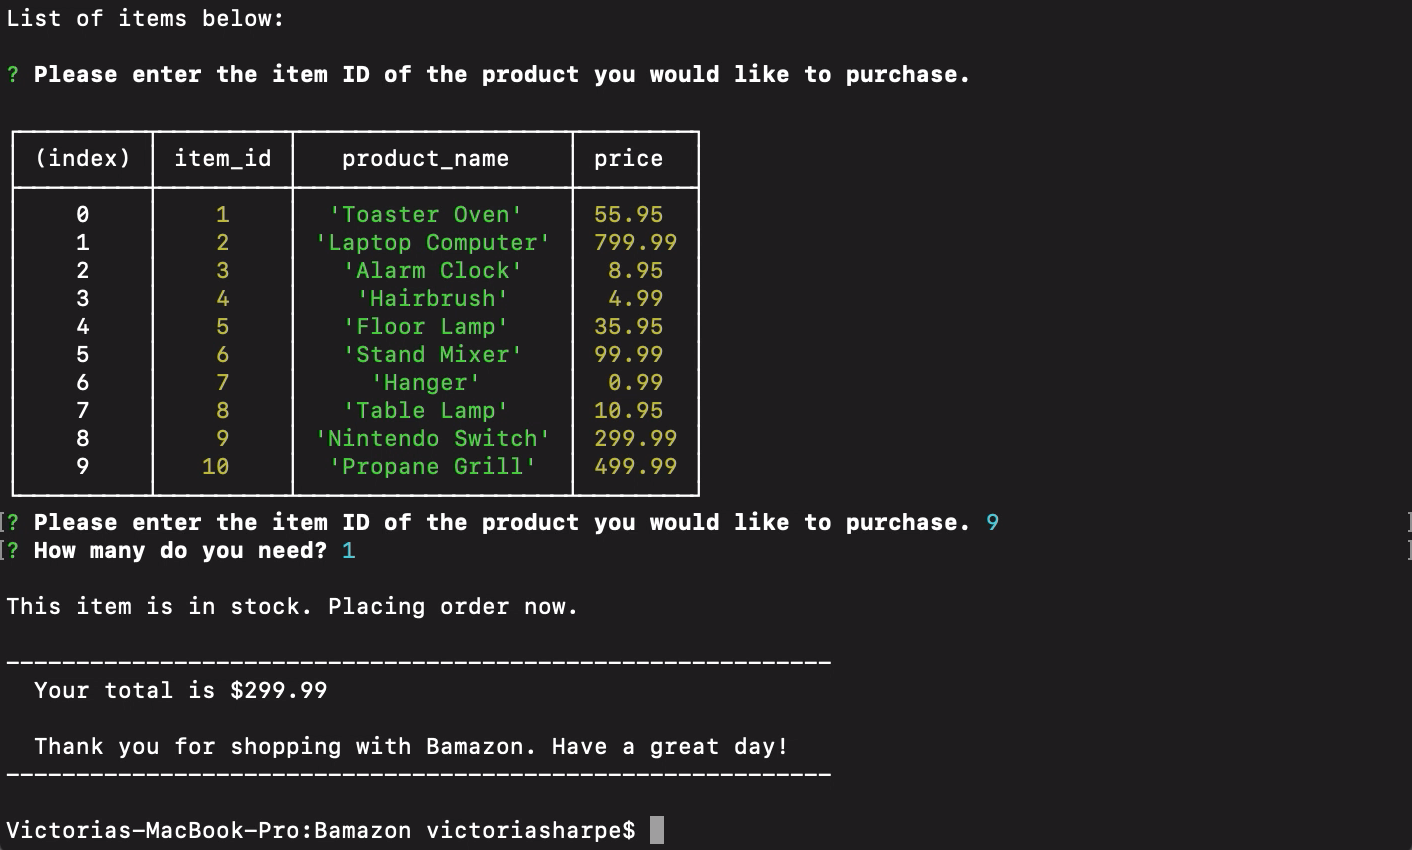 List of items below:
? Please enter the item ID of the product you would like to purchase.
(index) item_id product_name price
0 1 'Toaster Oven' 55.95
1 2 'Laptop Computer' 799.99
2 3 'Alarm Clock' 8.95
3 4 'Hairbrush' 4.99
4 5 'Floor Lamp' 35.95
5 6 'Stand Mixer' 99.99
6 7 'Hanger' 0.99
7 8 'Table Lamp' 10.95
8 9 'Nintendo Switch' 299.99
9 10 'Propane Grill' 499.99
[? Please enter the item ID of the product you would like to purchase. 9 ]
[? How many do you need? 1 ]
This item is in stock. Placing order now.
-----------------------------------------------------------
Your total is $299.99
Thank you for shopping with Bamazon. Have a great day!
-----------------------------------------------------------
Victorias-MacBook-Pro:Bamazon victoriasharpe$